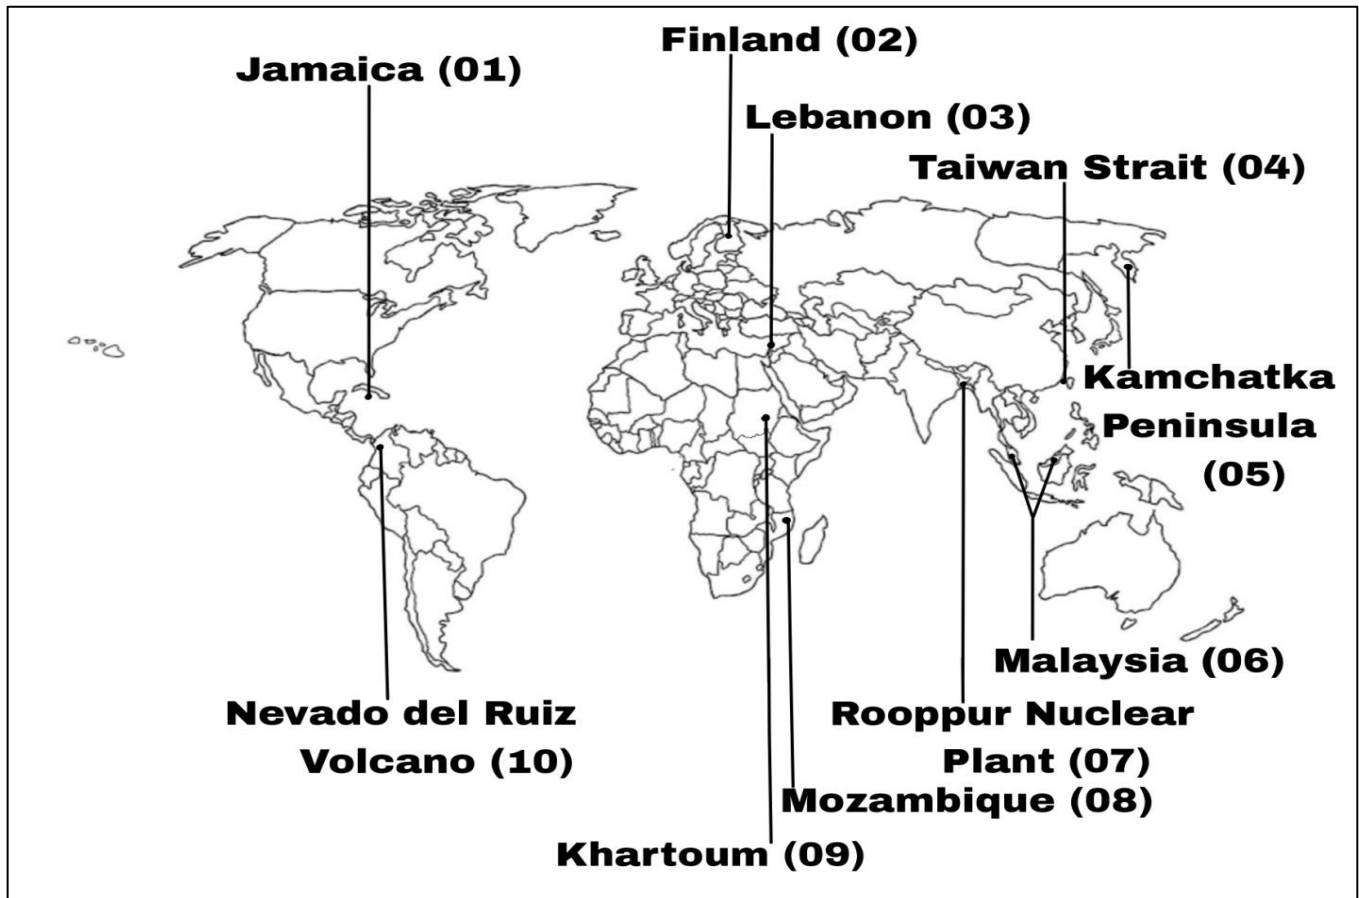 Finland (02)
Jamaica (01)
Lebanon (03)
Taiwan Strait (04)
Kamchatka
Peninsula
(05)
Malaysia (06)
Nevado del Ruiz
Volcano (10)
Rooppur Nuclear
Plant (07)
Mozambique (08)
Khartoum (09)